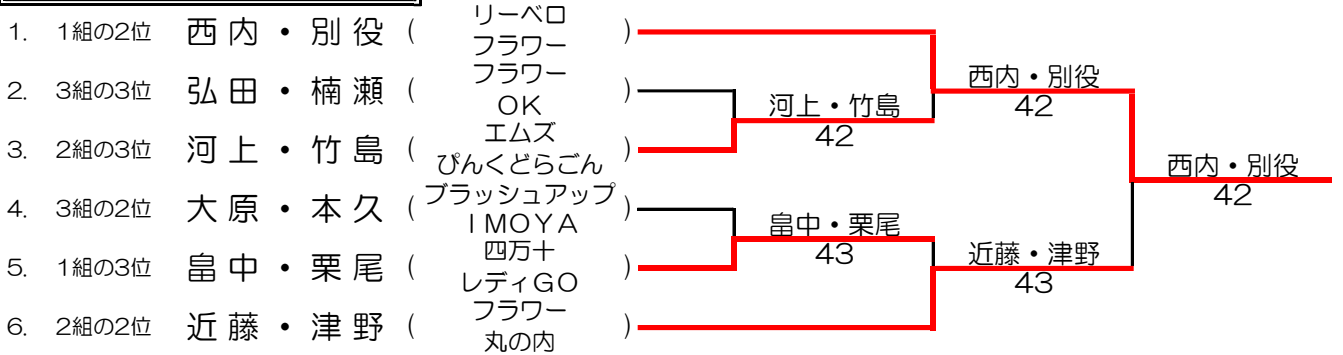 1. 1組の2位 西内・別役 ( リーベロ フラワー )
2. 3組の3位 弘田・楠瀬 ( フラワー OK )
3. 2組の3位 河上・竹島 ( エムズ ぴんくどらごん )
4. 3組の2位 大原・本久 ( ブラッシュアップ IMOYA )
5. 1組の3位 畠中・栗尾 ( 四万十 レディGO )
6. 2組の2位 近藤・津野 ( フラワー 丸の内 )
河上・竹島
42
畠中・栗尾
43
西内・別役
42
近藤・津野
43
西内・別役
42